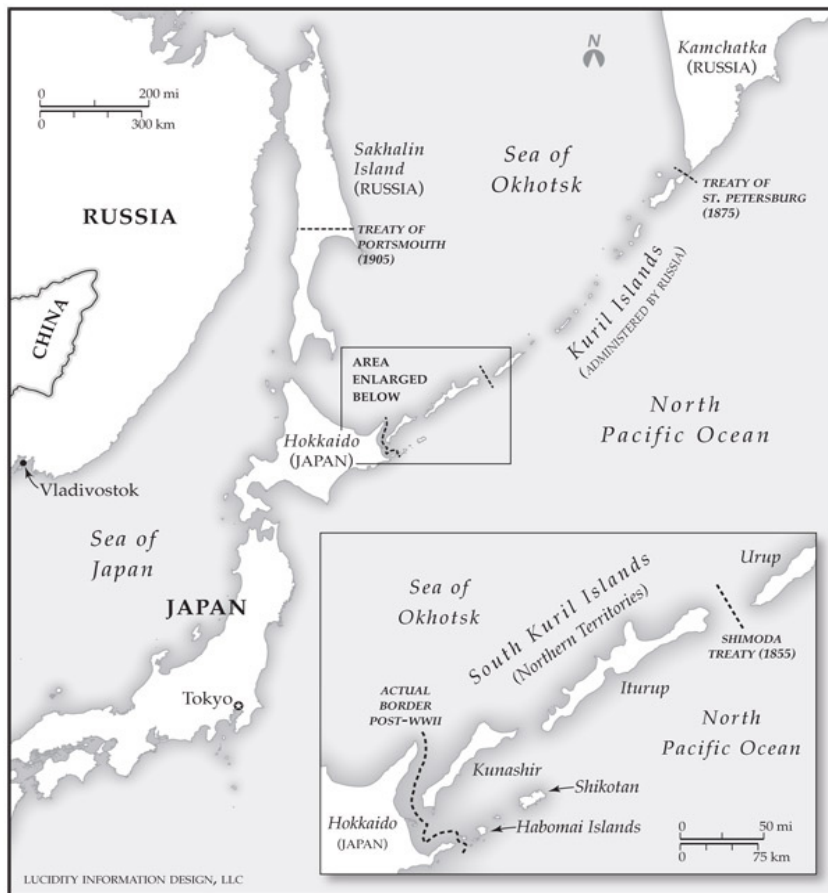 N
0 200 mi
0 300 km
Kamchatka
(RUSSIA)
Sakhalin
Island
(RUSSIA)
Sea of
Okhotsk
TREATY OF
ST. PETERSBURG
(1875)
RUSSIA
TREATY OF
PORTSMOUTH
(1905)
Kuril Islands
(ADMINISTERED BY RUSSIA)
CHINA
AREA
ENLARGED
BELOW
North
Pacific Ocean
Hokkaido
(JAPAN)
Vladivostok
Sea of
Japan
JAPAN
Tokyo
Sea of
Okhotsk
South Kuril Islands
(Northern Territories)
Urup
SHIMODA
TREATY (1855)
ACTUAL
BORDER
POST–WWII
Iturup
North
Pacific Ocean
Kunashir
Shikotan
Habomai Islands
Hokkaido
(JAPAN)
0 50 mi
0 75 km
LUCIDITY INFORMATION DESIGN, LLC